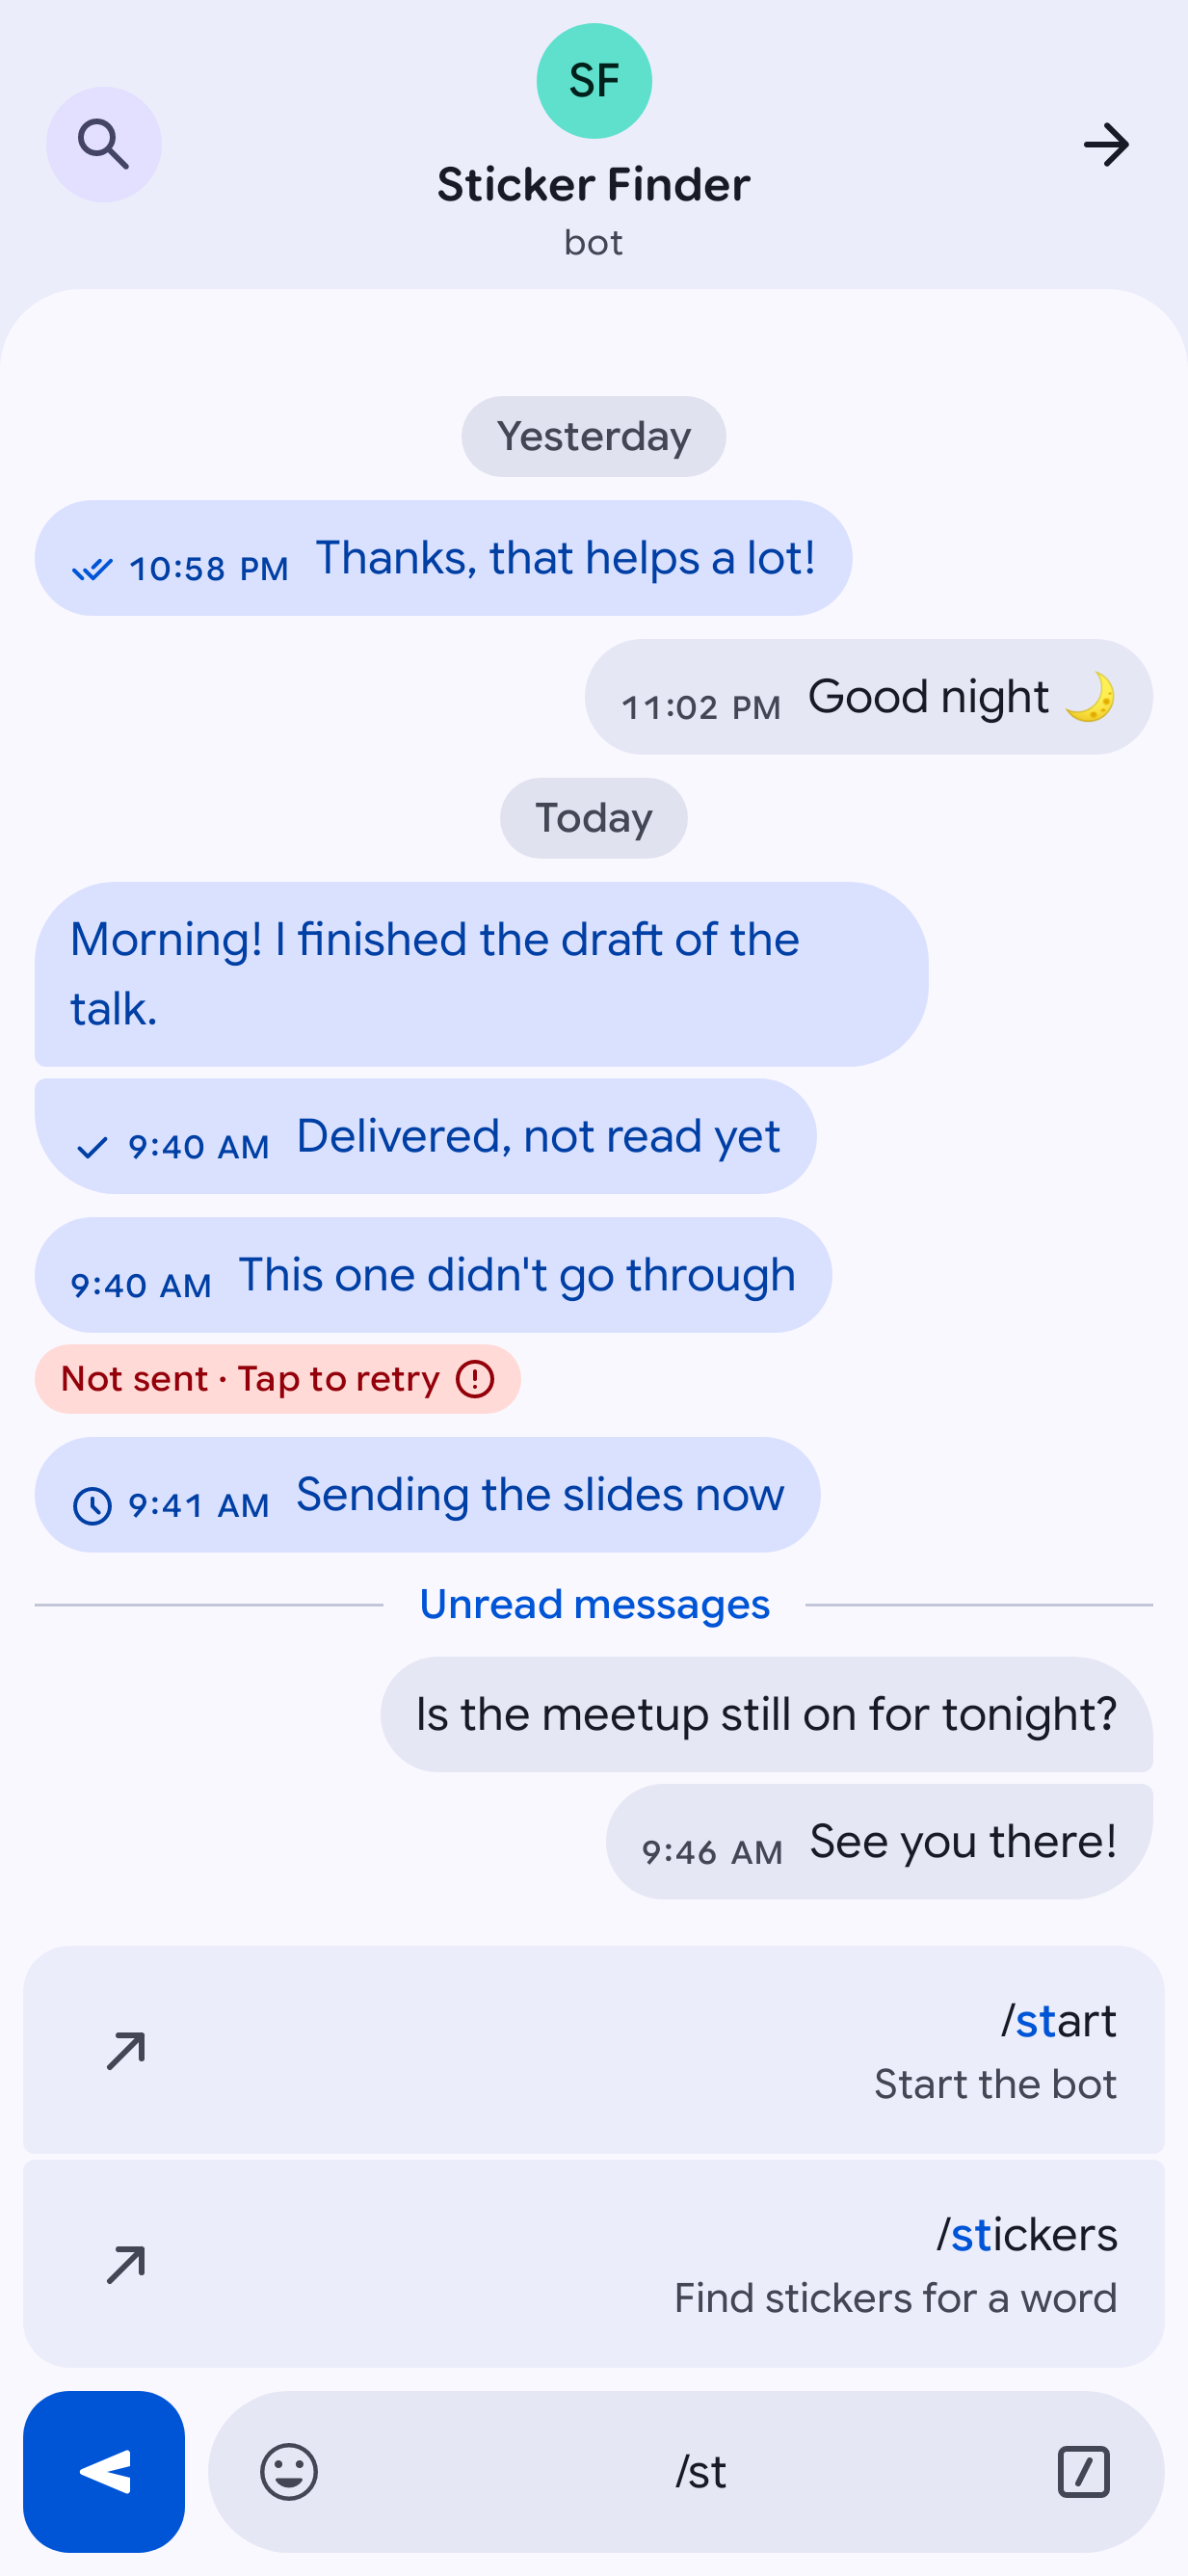 SF
Sticker Finder
bot
Yesterday
10:58 PM Thanks, that helps a lot!
11:02 PM Good night 🌙
Today
Morning! I finished the draft of the
talk.
9:40 AM Delivered, not read yet
9:40 AM This one didn't go through
Not sent · Tap to retry
9:41 AM Sending the slides now
Unread messages
Is the meetup still on for tonight?
9:46 AM See you there!
/start
Start the bot
/stickers
Find stickers for a word
/st